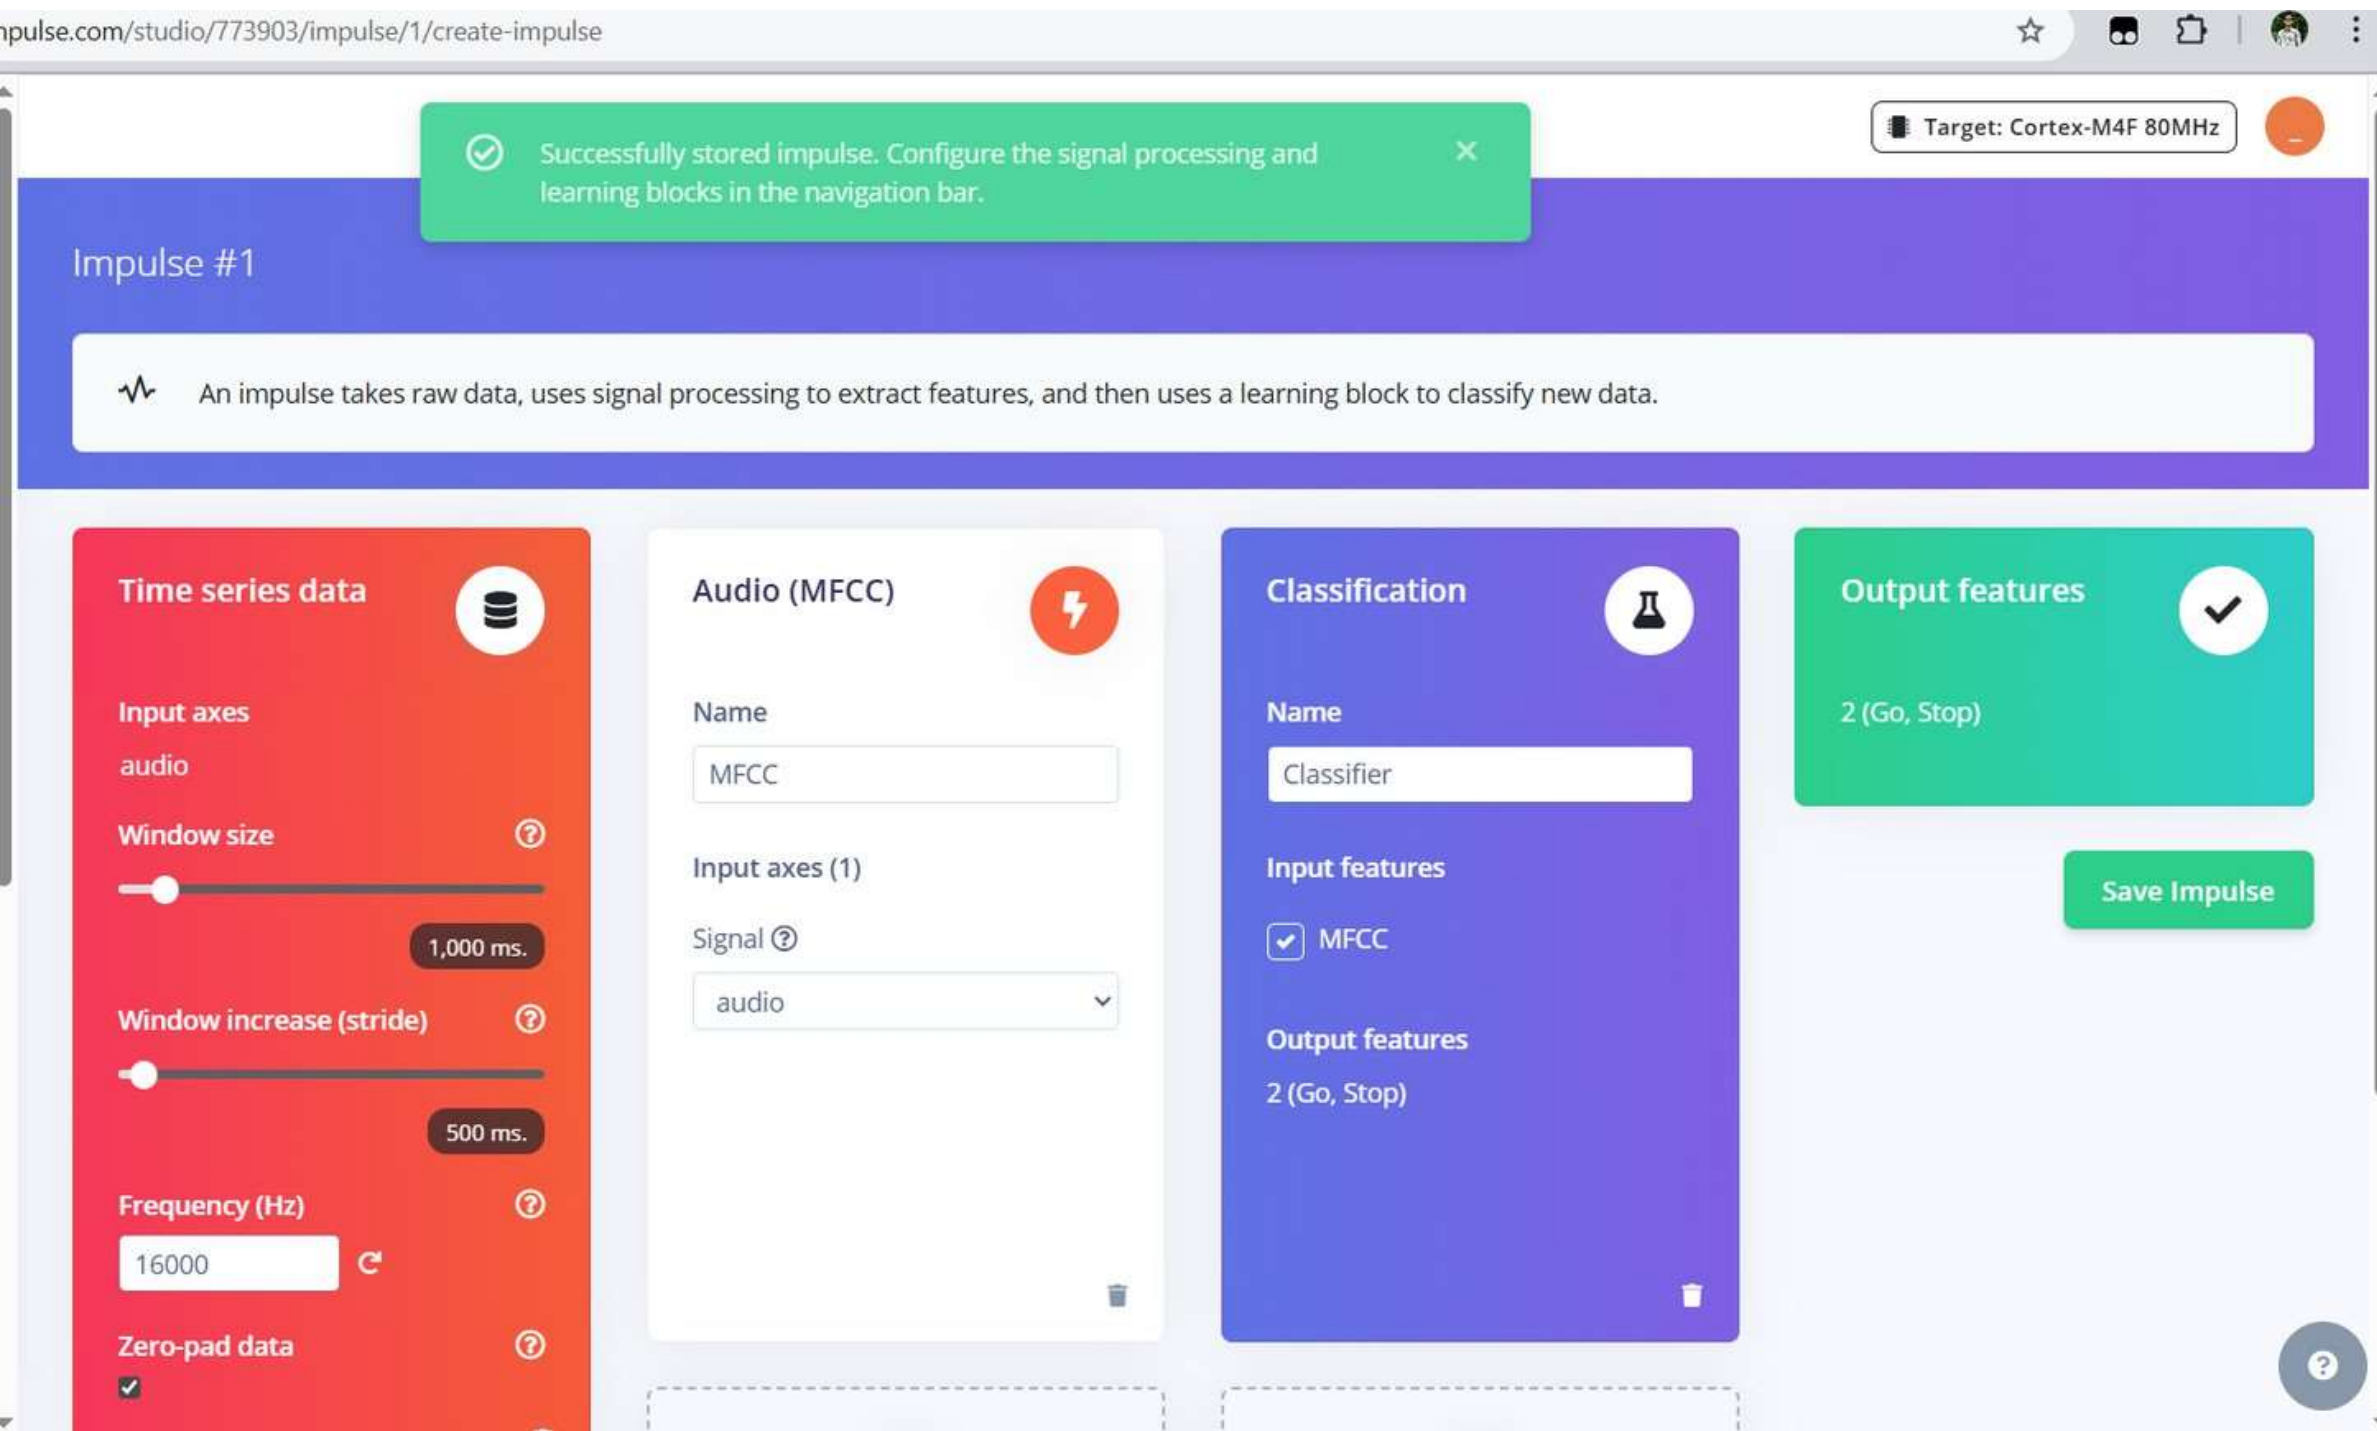 npulse.com/studio/773903/impulse/1/create-impulse
Target: Cortex-M4F 80MHz
Successfully stored impulse. Configure the signal processing and
learning blocks in the navigation bar.
Impulse #1
An impulse takes raw data, uses signal processing to extract features, and then uses a learning block to classify new data.
Time series data
Input axes
audio
Window size
1,000 ms.
Window increase (stride)
500 ms.
Frequency (Hz)
16000
Zero-pad data
Audio (MFCC)
Name
MFCC
Input axes (1)
Signal
audio
Classification
Name
Classifier
Input features
MFCC
Output features
2 (Go, Stop)
Output features
2 (Go, Stop)
Save Impulse